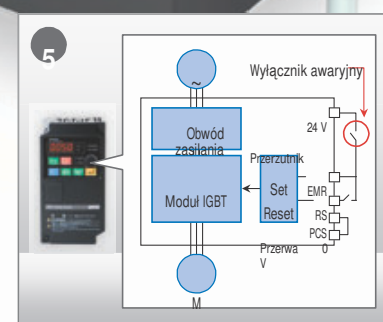 5
~
Wyłącznik awaryjny
Obwód
zasilania
24 V
Przerzutnik
Moduł IGBT
Set
Reset
EMR
RS
PCS
Przerwa 0
V
M